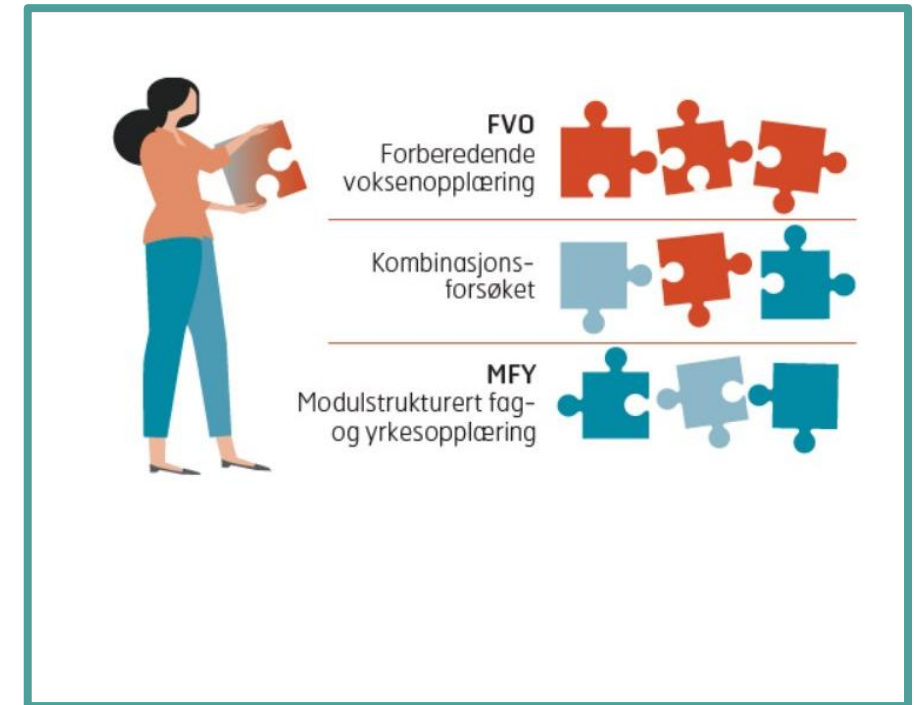 FVO
Forberedende
voksenopplæring
Kombinasjons-
forsøket
MFY
Modulstrukturert fag-
og yrkesopplæring